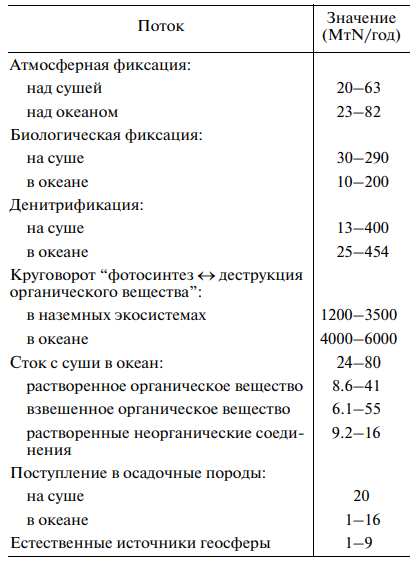 Поток Значение (МтN/год)
Атмосферная фиксация:
над сушей 20–63
над океаном 23–82
Биологическая фиксация:
на суше 30–290
в океане 10–200
Денитрификация:
на суше 13–400
в океане 25–454
Круговорот “фотосинтез ↔ деструкция
органического вещества”:
в наземных экосистемах 1200–3500
в океане 4000–6000
Сток с суши в океан: 24–80
растворенное органическое вещество 8.6–41
взвешенное органическое вещество 6.1–55
растворенные неорганические соеди-
нения 9.2–16
Поступление в осадочные породы:
на суше 20
в океане 1–16
Естественные источники геосферы 1–9